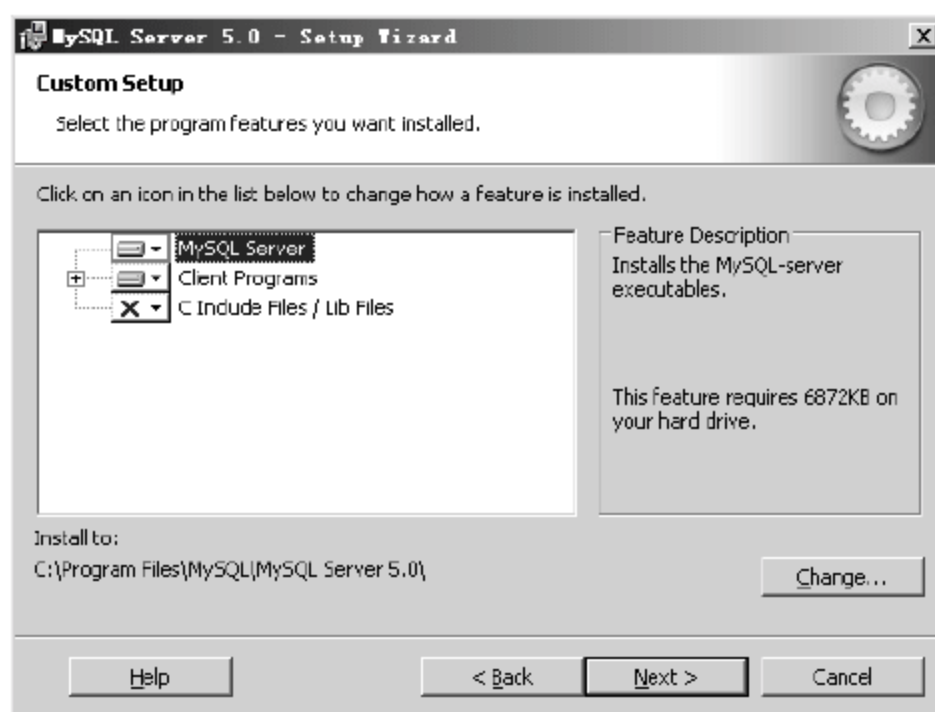 MySQL Server 5.0 - Setup Wizard
Custom Setup
Select the program features you want installed.
Click on an icon in the list below to change how a feature is installed.
MySQL Server
Client Programs
C Include Files / Lib Files
Feature Description
Installs the MySQL-server
executables.
This feature requires 6872KB on
your hard drive.
Install to:
C:\Program Files\MySQL\MySQL Server 5.0\
Change...
Help
< Back
Next >
Cancel